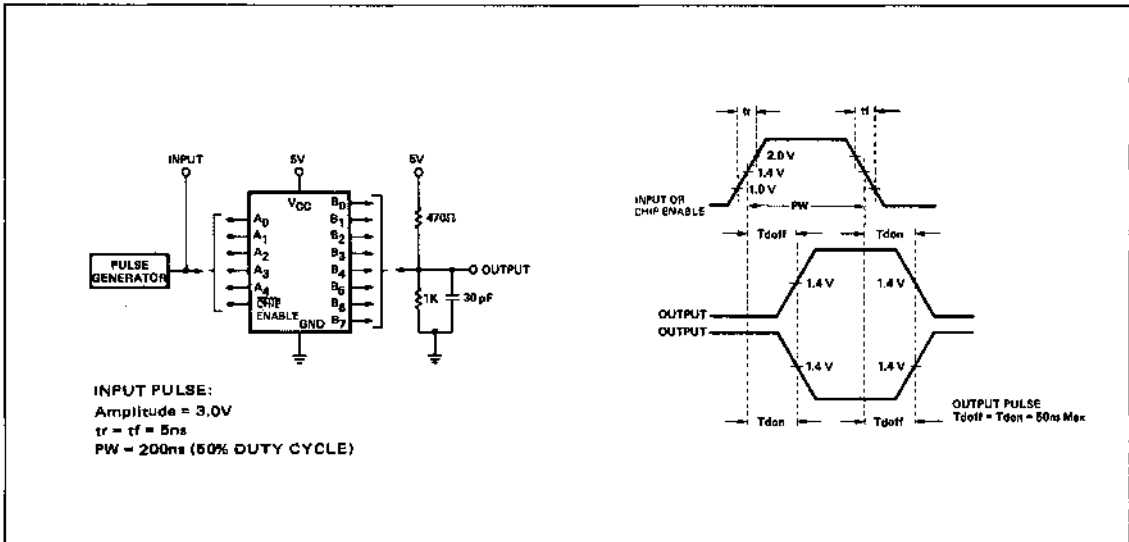 INPUT
5V
5V
VCC
470Ω
PULSE
GENERATOR
A0
A1
A2
A3
A4
CHIP
ENABLE
GND
B0
B1
B2
B3
B4
B5
B6
B7
OUTPUT
1K
30 pF
INPUT PULSE:
Amplitude = 3.0V
tr = tf = 5ns
PW = 200ns (50% DUTY CYCLE)
tr
tf
2.0 V
1.4 V
1.0 V
INPUT OR
CHIP ENABLE
PW
Tdoff
Tdon
1.4 V
1.4 V
OUTPUT
OUTPUT
1.4 V
1.4 V
Tdon
Tdoff
OUTPUT PULSE
Tdoff = Tdon = 50ns Max